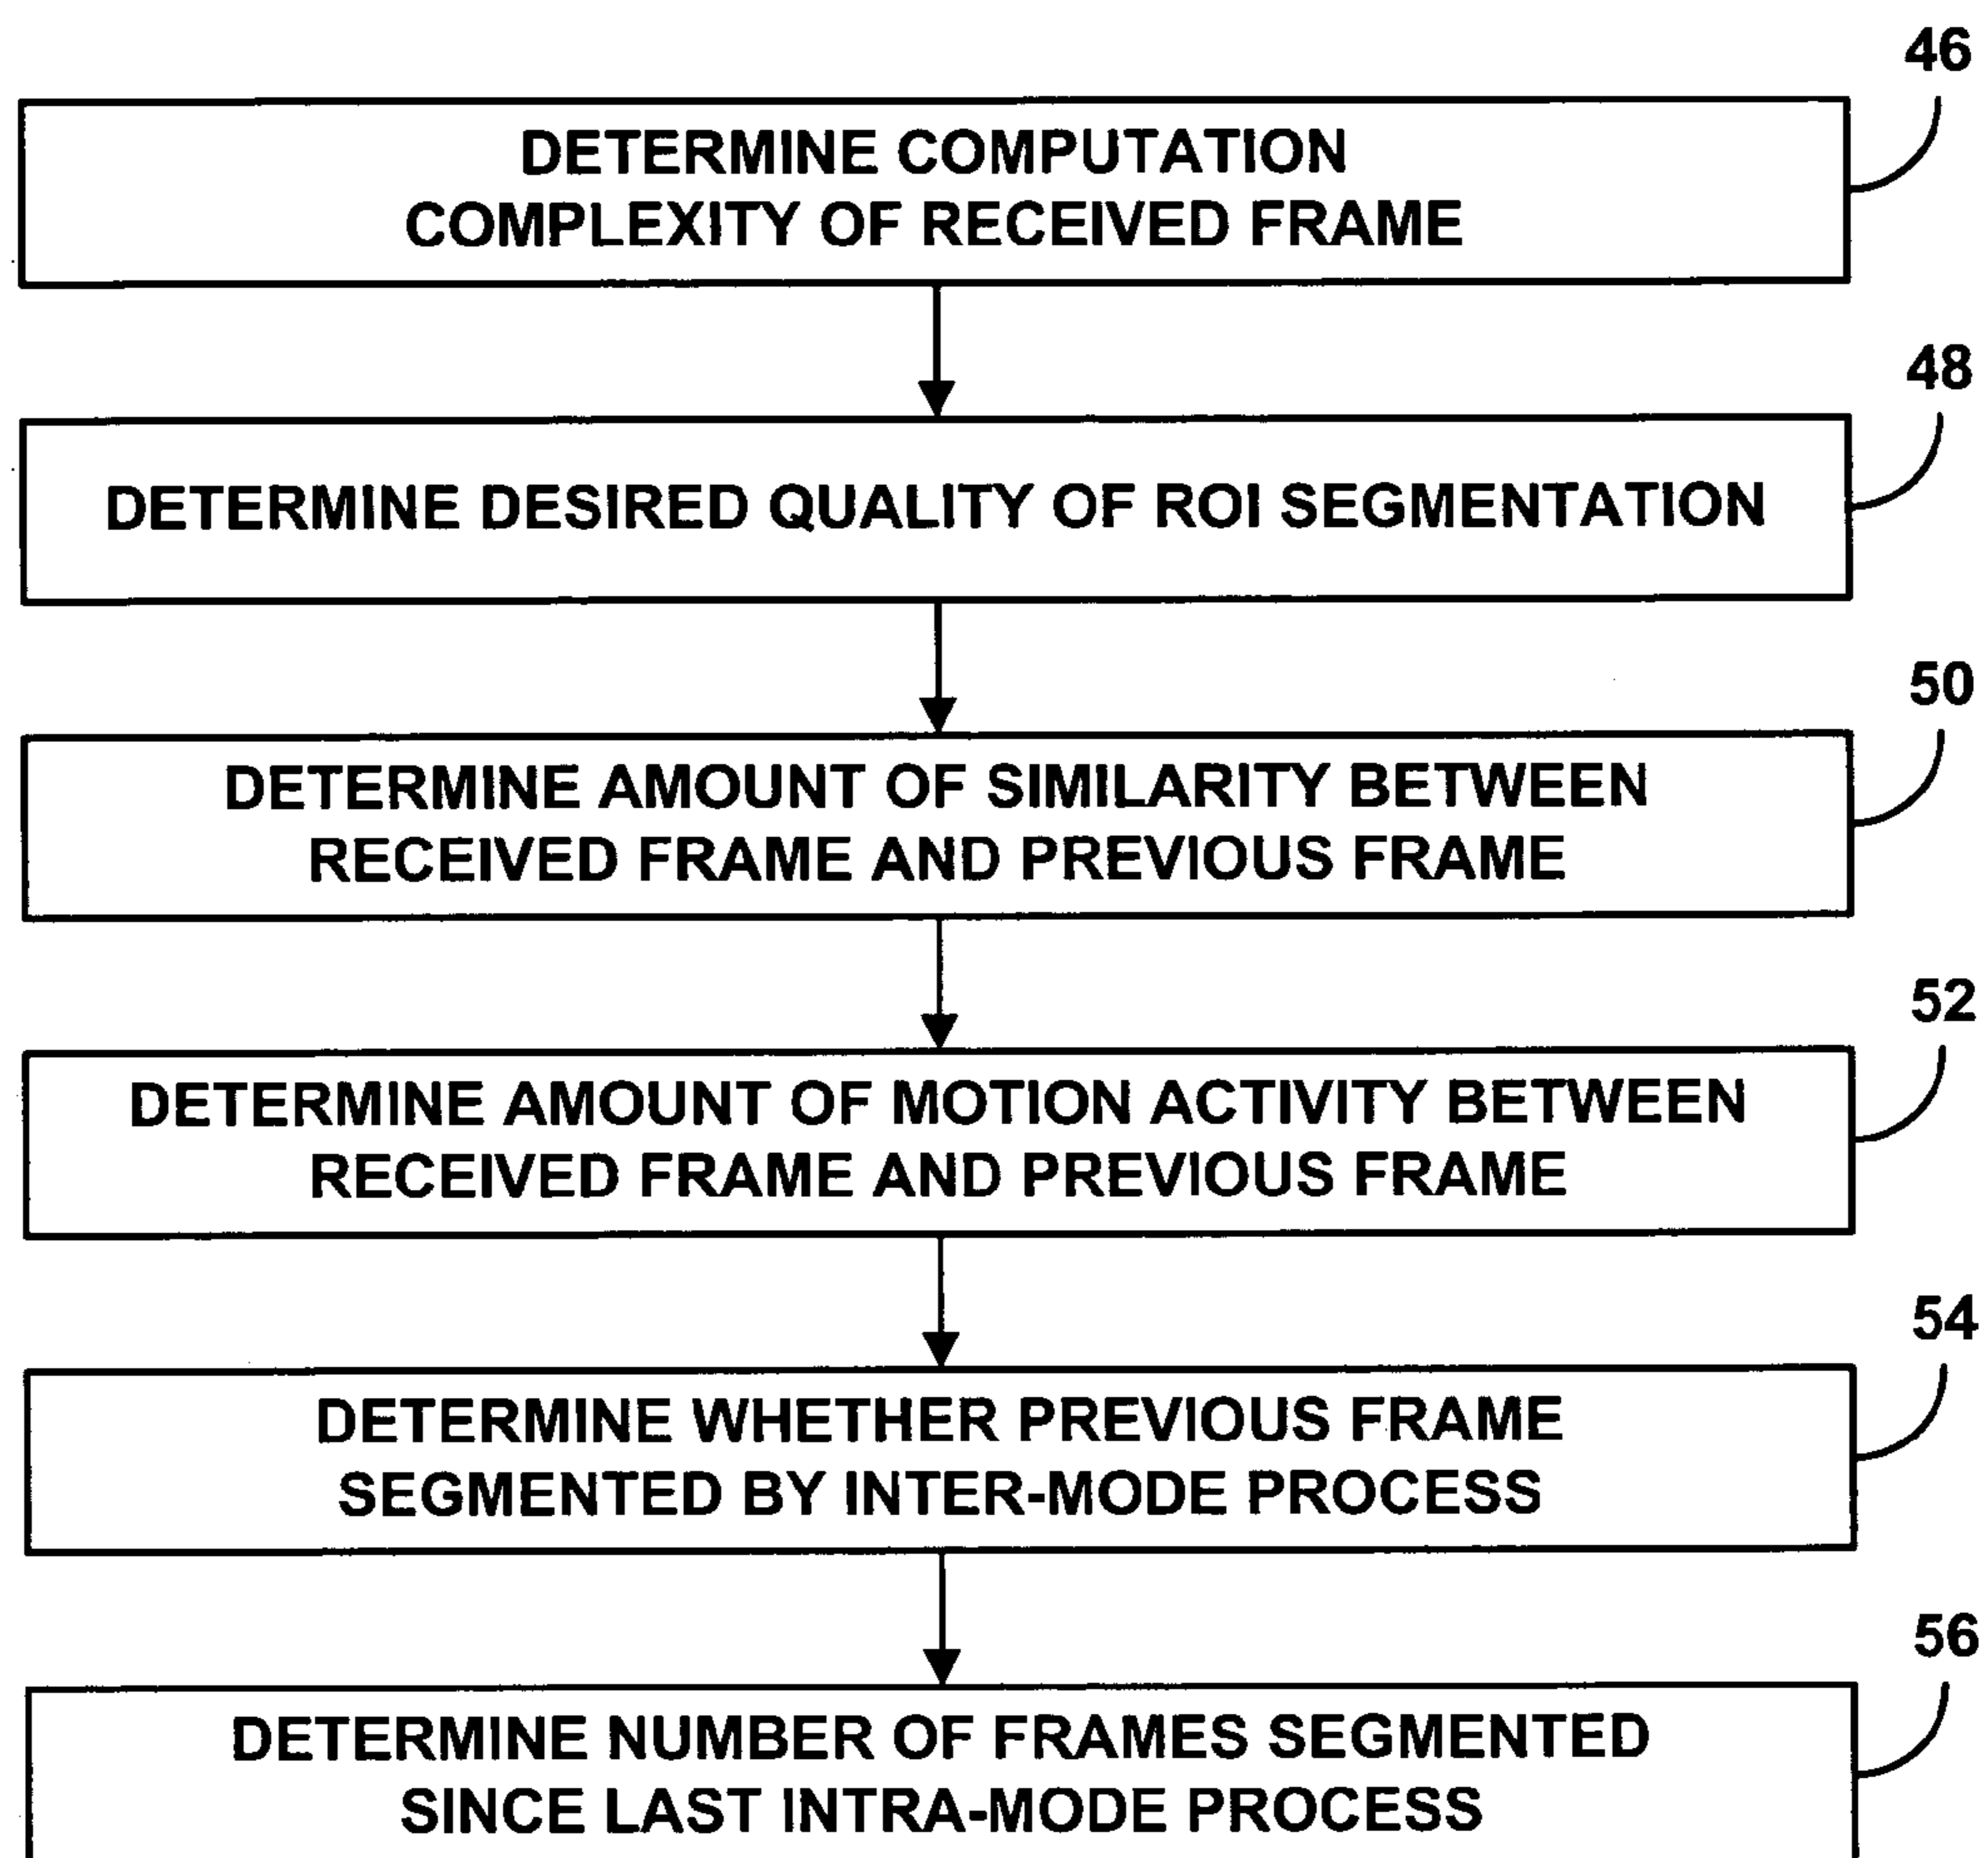 46
DETERMINE COMPUTATION
COMPLEXITY OF RECEIVED FRAME
48
DETERMINE DESIRED QUALITY OF ROI SEGMENTATION
50
DETERMINE AMOUNT OF SIMILARITY BETWEEN
RECEIVED FRAME AND PREVIOUS FRAME
52
DETERMINE AMOUNT OF MOTION ACTIVITY BETWEEN
RECEIVED FRAME AND PREVIOUS FRAME
54
DETERMINE WHETHER PREVIOUS FRAME
SEGMENTED BY INTER-MODE PROCESS
56
DETERMINE NUMBER OF FRAMES SEGMENTED
SINCE LAST INTRA-MODE PROCESS